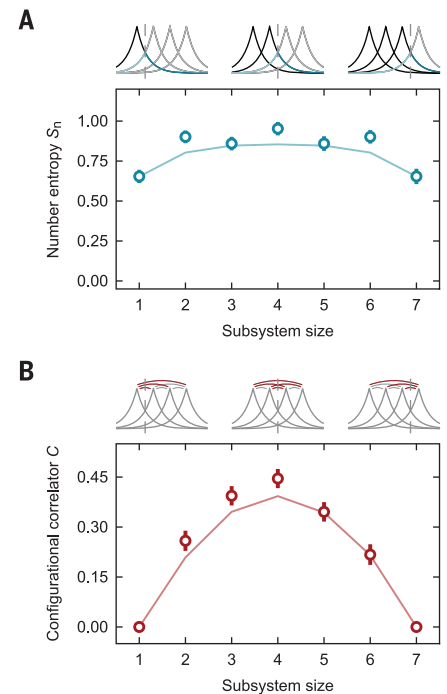 A
Number entropy Sn
1.00
0.75
0.50
0.25
0.00
1 2 3 4 5 6 7
Subsystem size
B
Configurational correlator C
0.45
0.30
0.15
0.00
1 2 3 4 5 6 7
Subsystem size